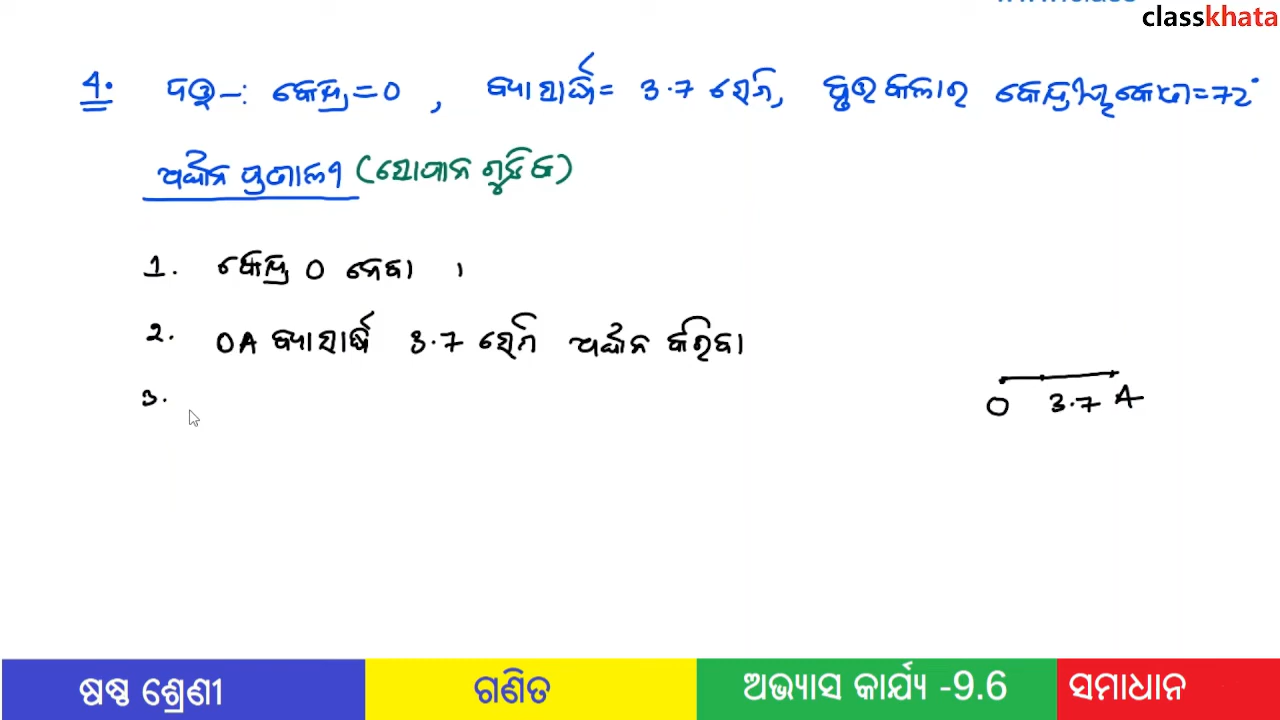 classkhata
4. ଦତ୍ତ -: କେନ୍ଦ୍ର = O , ବ୍ୟାସାର୍ଦ୍ଧ = 3.7 ସେମି, ବୃତ୍ତକଳାର କେନ୍ଦ୍ରୀୟ କୋଣ = 72°
ଅଙ୍କନ ପ୍ରଣାଳୀ (ସୋପାନ ଗୁଡ଼ିକ)
1. କେନ୍ଦ୍ର O ନେବା ।
2. OA ବ୍ୟାସାର୍ଦ୍ଧ 3.7 ସେମି ଅଙ୍କନ କରିବା
3.
O 3.7 A
ଷଷ୍ଠ ଶ୍ରେଣୀ ଗଣିତ ଅଭ୍ୟାସ କାର୍ଯ୍ୟ -9.6 ସମାଧାନ